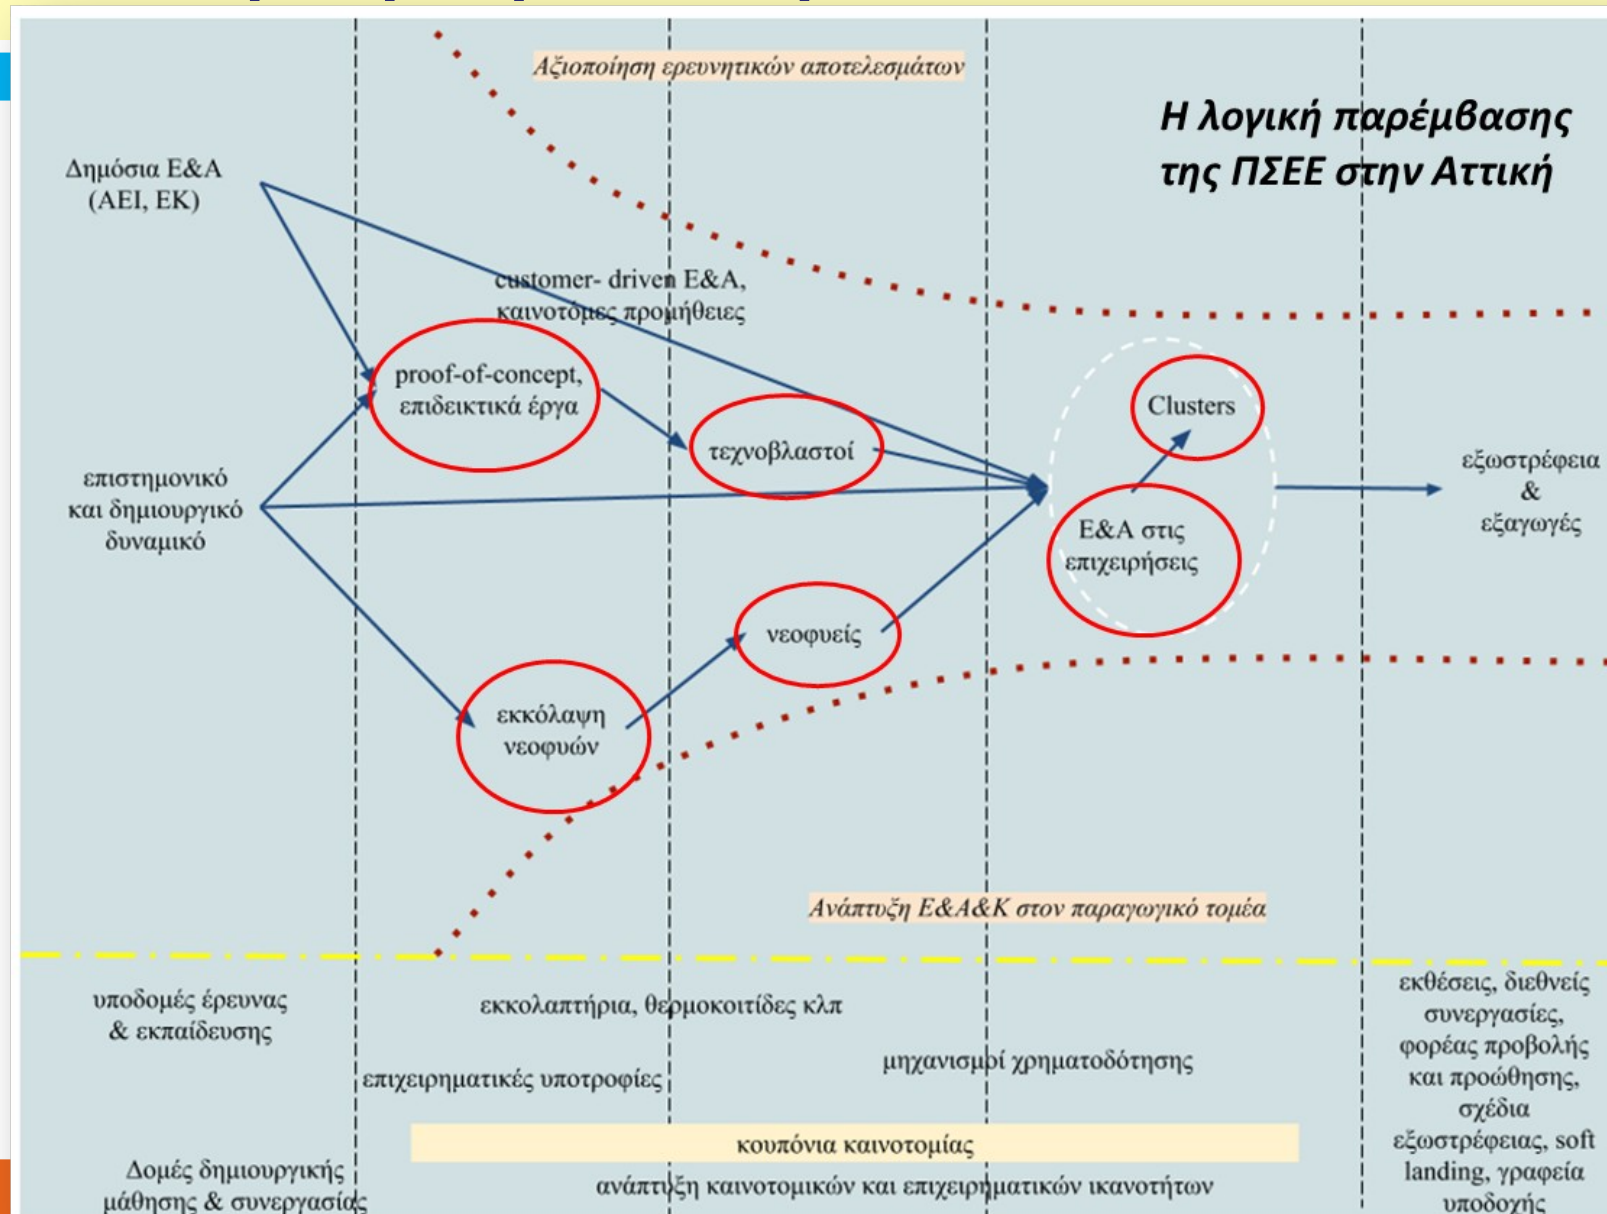 Αξιοποίηση ερευνητικών αποτελεσμάτων
Η λογική παρέμβασης
της ΠΣΕΕ στην Αττική
Δημόσια Ε&Α
(ΑΕΙ, ΕΚ)
customer- driven Ε&Α,
καινοτόμες προμήθειες
proof-of-concept,
επιδεικτικά έργα
Clusters
τεχνοβλαστοί
επιστημονικό
και δημιουργικό
δυναμικό
εξωστρέφεια
&
εξαγωγές
Ε&Α στις
επιχειρήσεις
νεοφυείς
εκκόλαψη
νεοφυών
Ανάπτυξη Ε&Α&Κ στον παραγωγικό τομέα
υποδομές έρευνας
& εκπαίδευσης
εκκολαπτήρια, θερμοκοιτίδες κλπ
επιχειρηματικές υποτροφίες
μηχανισμοί χρηματοδότησης
κουπόνια καινοτομίας
Δομές δημιουργικής
μάθησης & συνεργασίας
ανάπτυξη καινοτομικών και επιχειρηματικών ικανοτήτων
εκθέσεις, διεθνείς
συνεργασίες,
φορέας προβολής
και προώθησης,
σχέδια
εξωστρέφειας, soft
landing, γραφεία
υποδοχής